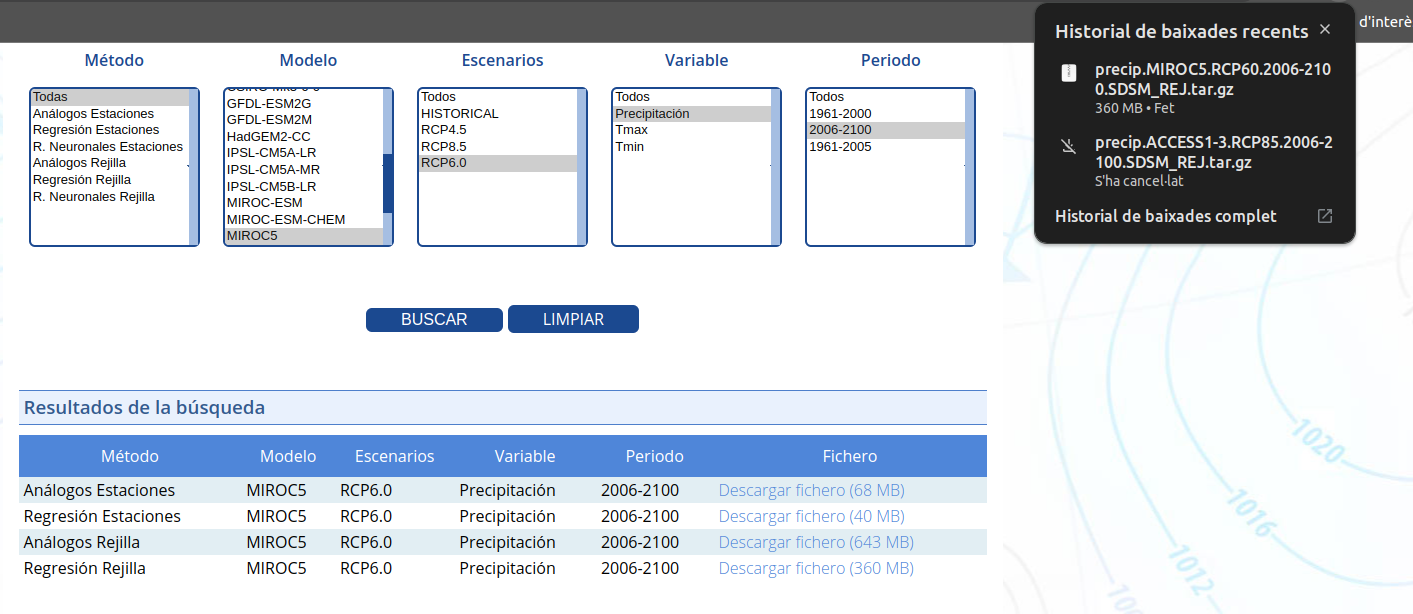 d'interè
Historial de baixades recents
precip.MIROC5.RCP60.2006-210
0.SDSM_REJ.tar.gz
360 MB • Fet
precip.ACCESS1-3.RCP85.2006-2
100.SDSM_REJ.tar.gz
S'ha cancel·lat
Historial de baixades complet
Método
Todas
Análogos Estaciones
Regresión Estaciones
R. Neuronales Estaciones
Análogos Rejilla
Regresión Rejilla
R. Neuronales Rejilla
Modelo
GFDL-ESM2G
GFDL-ESM2M
HadGEM2-CC
IPSL-CM5A-LR
IPSL-CM5A-MR
IPSL-CM5B-LR
MIROC-ESM
MIROC-ESM-CHEM
MIROC5
Escenarios
Todos
HISTORICAL
RCP4.5
RCP8.5
RCP6.0
Variable
Todos
Precipitación
Tmax
Tmin
Periodo
Todos
1961-2000
2006-2100
1961-2005
BUSCAR LIMPIAR
Resultados de la búsqueda
Método Modelo Escenarios Variable Periodo Fichero
Análogos Estaciones MIROC5 RCP6.0 Precipitación 2006-2100 Descargar fichero (68 MB)
Regresión Estaciones MIROC5 RCP6.0 Precipitación 2006-2100 Descargar fichero (40 MB)
Análogos Rejilla MIROC5 RCP6.0 Precipitación 2006-2100 Descargar fichero (643 MB)
Regresión Rejilla MIROC5 RCP6.0 Precipitación 2006-2100 Descargar fichero (360 MB)
1020
1016
1012